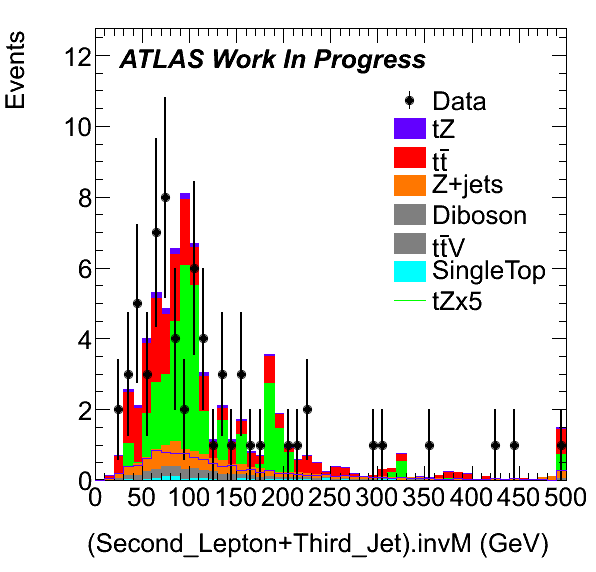 Events
12
10
8
6
4
2
0
ATLAS Work In Progress
Data
tZ
tt̄
Z+jets
Diboson
tt̄V
SingleTop
tZx5
0 50 100 150 200 250 300 350 400 450 500
(Second_Lepton+Third_Jet).invM (GeV)